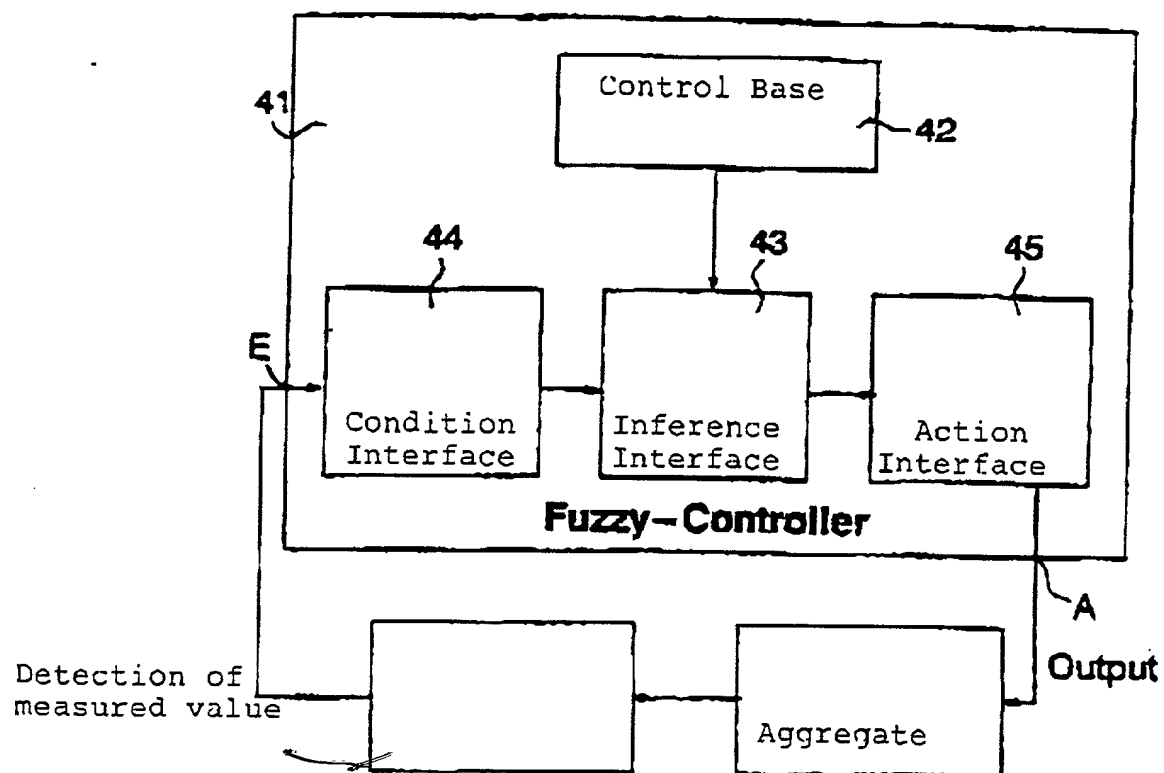 Control Base
41
42
44
43
45
E
Condition
Interface
Inference
Interface
Action
Interface
Fuzzy-Controller
A
Output
Detection of
measured value
Aggregate